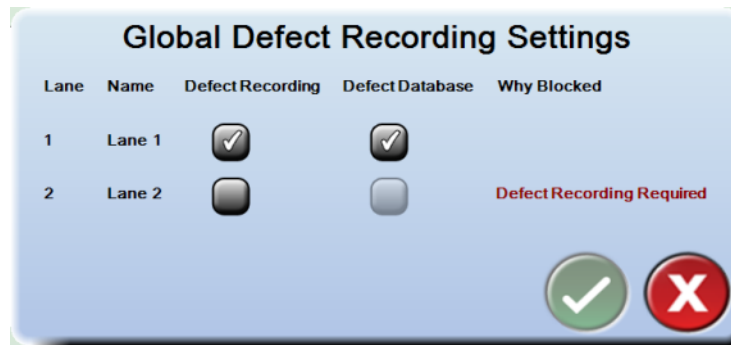 Global Defect Recording Settings
Lane Name Defect Recording Defect Database Why Blocked
1 Lane 1
2 Lane 2 Defect Recording Required